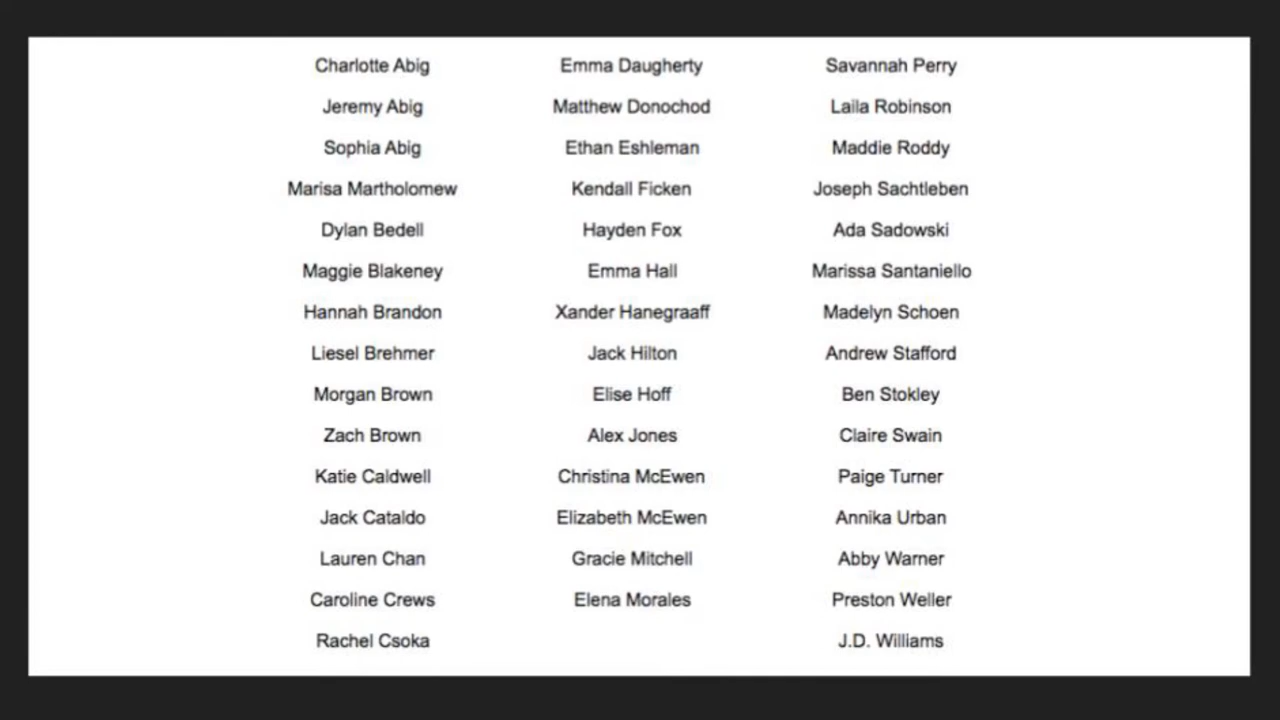 Charlotte Abig
Jeremy Abig
Sophia Abig
Marisa Martholomew
Dylan Bedell
Maggie Blakeney
Hannah Brandon
Liesel Brehmer
Morgan Brown
Zach Brown
Katie Caldwell
Jack Cataldo
Lauren Chan
Caroline Crews
Rachel Csoka
Emma Daugherty
Matthew Donochod
Ethan Eshleman
Kendall Ficken
Hayden Fox
Emma Hall
Xander Hanegraaff
Jack Hilton
Elise Hoff
Alex Jones
Christina McEwen
Elizabeth McEwen
Gracie Mitchell
Elena Morales
Savannah Perry
Laila Robinson
Maddie Roddy
Joseph Sachtleben
Ada Sadowski
Marissa Santaniello
Madelyn Schoen
Andrew Stafford
Ben Stokley
Claire Swain
Paige Turner
Annika Urban
Abby Warner
Preston Weller
J.D. Williams